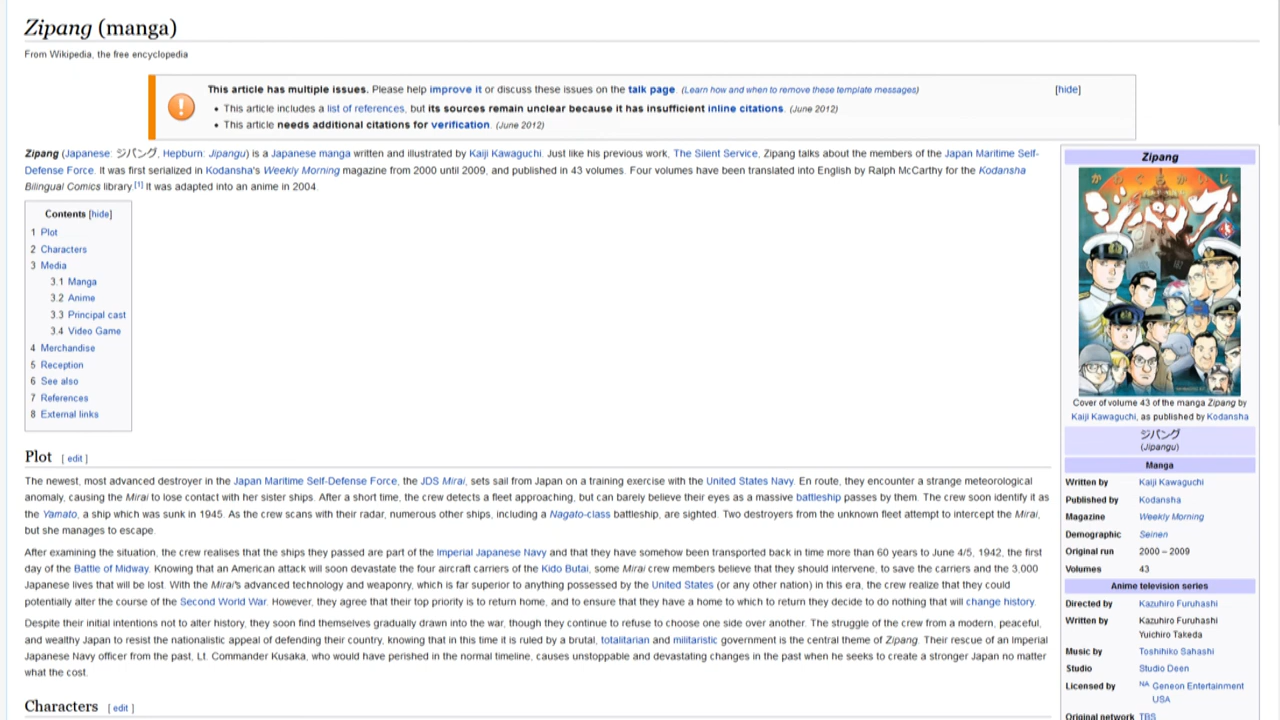 Zipang (manga)
From Wikipedia, the free encyclopedia
This article has multiple issues. Please help improve it or discuss these issues on the talk page. (Learn how and when to remove these template messages)
[hide]
• This article includes a list of references, but its sources remain unclear because it has insufficient inline citations. (June 2012)
• This article needs additional citations for verification. (June 2012)
Zipang (Japanese: ジパング, Hepburn: Jipangu) is a Japanese manga written and illustrated by Kaiji Kawaguchi. Just like his previous work, The Silent Service, Zipang talks about the members of the Japan Maritime Self-
Defense Force. It was first serialized in Kodansha's Weekly Morning magazine from 2000 until 2009, and published in 43 volumes. Four volumes have been translated into English by Ralph McCarthy for the Kodansha
Bilingual Comics library.[1] It was adapted into an anime in 2004.
Contents [hide]
1 Plot
2 Characters
3 Media
3.1 Manga
3.2 Anime
3.3 Principal cast
3.4 Video Game
4 Merchandise
5 Reception
6 See also
7 References
8 External links
Plot [ edit ]
The newest, most advanced destroyer in the Japan Maritime Self-Defense Force, the JDS Mirai, sets sail from Japan on a training exercise with the United States Navy. En route, they encounter a strange meteorological
anomaly, causing the Mirai to lose contact with her sister ships. After a short time, the crew detects a fleet approaching, but can barely believe their eyes as a massive battleship passes by them. The crew soon identify it as
the Yamato, a ship which was sunk in 1945. As the crew scans with their radar, numerous other ships, including a Nagato-class battleship, are sighted. Two destroyers from the unknown fleet attempt to intercept the Mirai,
but she manages to escape.
After examining the situation, the crew realises that the ships they passed are part of the Imperial Japanese Navy and that they have somehow been transported back in time more than 60 years to June 4/5, 1942, the first
day of the Battle of Midway. Knowing that an American attack will soon devastate the four aircraft carriers of the Kido Butai, some Mirai crew members believe that they should intervene, to save the carriers and the 3,000
Japanese lives that will be lost. With the Mirai's advanced technology and weaponry, which is far superior to anything possessed by the United States (or any other nation) in this era, the crew realize that they could
potentially alter the course of the Second World War. However, they agree that their top priority is to return home, and to ensure that they have a home to which to return they decide to do nothing that will change history.
Despite their initial intentions not to alter history, they soon find themselves gradually drawn into the war, though they continue to refuse to choose one side over another. The struggle of the crew from a modern, peaceful,
and wealthy Japan to resist the nationalistic appeal of defending their country, knowing that in this time it is ruled by a brutal, totalitarian and militaristic government is the central theme of Zipang. Their rescue of an Imperial
Japanese Navy officer from the past, Lt. Commander Kusaka, who would have perished in the normal timeline, causes unstoppable and devastating changes in the past when he seeks to create a stronger Japan no matter
what the cost.
Characters [ edit ]
Zipang
かわぐちかいじ
ジパング
43
Cover of volume 43 of the manga Zipang by
Kaiji Kawaguchi, as published by Kodansha
ジパング
(Jipangu)
Manga
Written by Kaiji Kawaguchi
Published by Kodansha
Magazine Weekly Morning
Demographic Seinen
Original run 2000 – 2009
Volumes 43
Anime television series
Directed by Kazuhiro Furuhashi
Written by Kazuhiro Furuhashi
Yuichiro Takeda
Music by Toshihiko Sahashi
Studio Studio Deen
Licensed by NA Geneon Entertainment
USA
Original network TBS